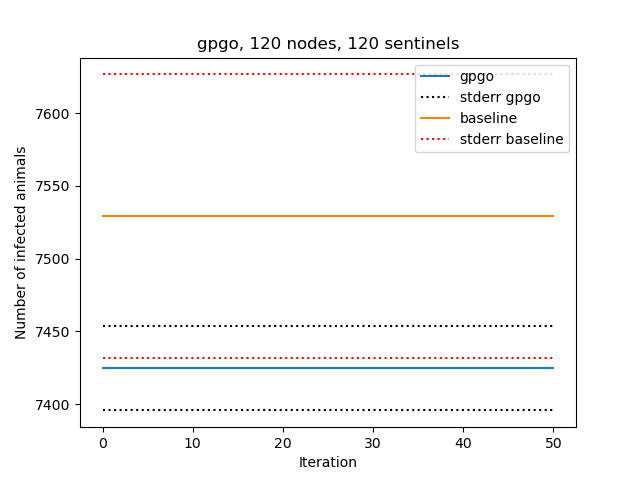 gpgo, 120 nodes, 120 sentinels
gpgo
stderr gpgo
baseline
stderr baseline
Number of infected animals
7600
7550
7500
7450
7400
0 10 20 30 40 50
Iteration